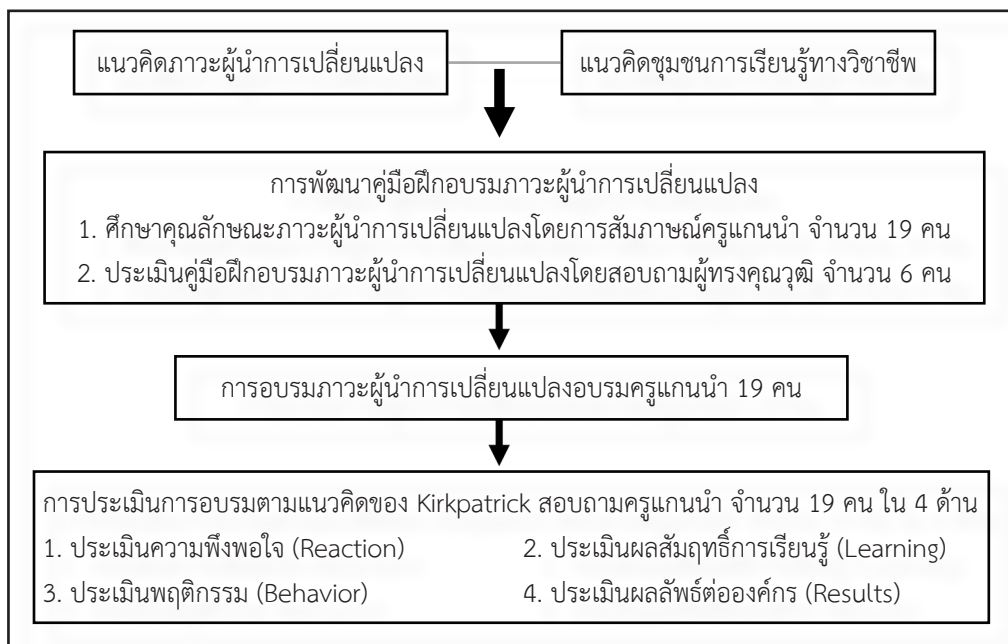 แนวคิดภาวะผู้นำการเปลี่ยนแปลง
แนวคิดชุมชนการเรียนรู้ทางวิชาชีพ
การพัฒนาคู่มือฝึกอบรมภาวะผู้นำการเปลี่ยนแปลง
1. ศึกษาคุณลักษณะภาวะผู้นำการเปลี่ยนแปลงโดยการสัมภาษณ์ครูแกนนำ จำนวน 19 คน
2. ประเมินคู่มือฝึกอบรมภาวะผู้นำการเปลี่ยนแปลงโดยสอบถามผู้ทรงคุณวุฒิ จำนวน 6 คน
การอบรมภาวะผู้นำการเปลี่ยนแปลงอบรมครูแกนนำ 19 คน
การประเมินการอบรมตามแนวคิดของ Kirkpatrick สอบถามครูแกนนำ จำนวน 19 คน ใน 4 ด้าน
1. ประเมินความพึงพอใจ (Reaction)
2. ประเมินผลสัมฤทธิ์การเรียนรู้ (Learning)
3. ประเมินพฤติกรรม (Behavior)
4. ประเมินผลลัพธ์ต่อองค์กร (Results)